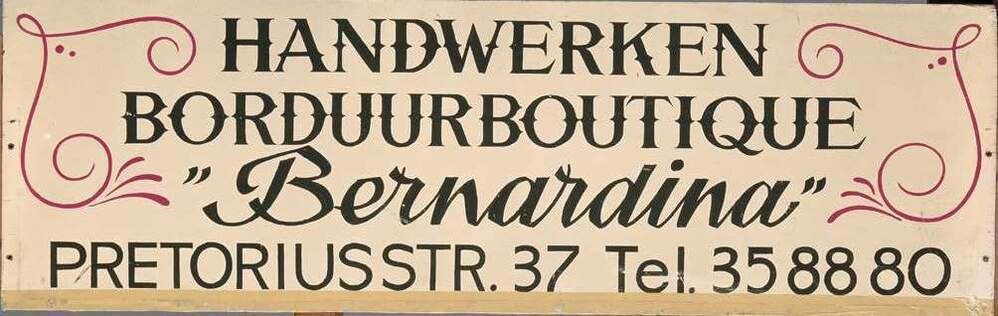 HANDWERKEN
BORDUURBOUTIQUE
"Bernardina"
PRETORIUSSTR. 37 Tel. 35 88 80